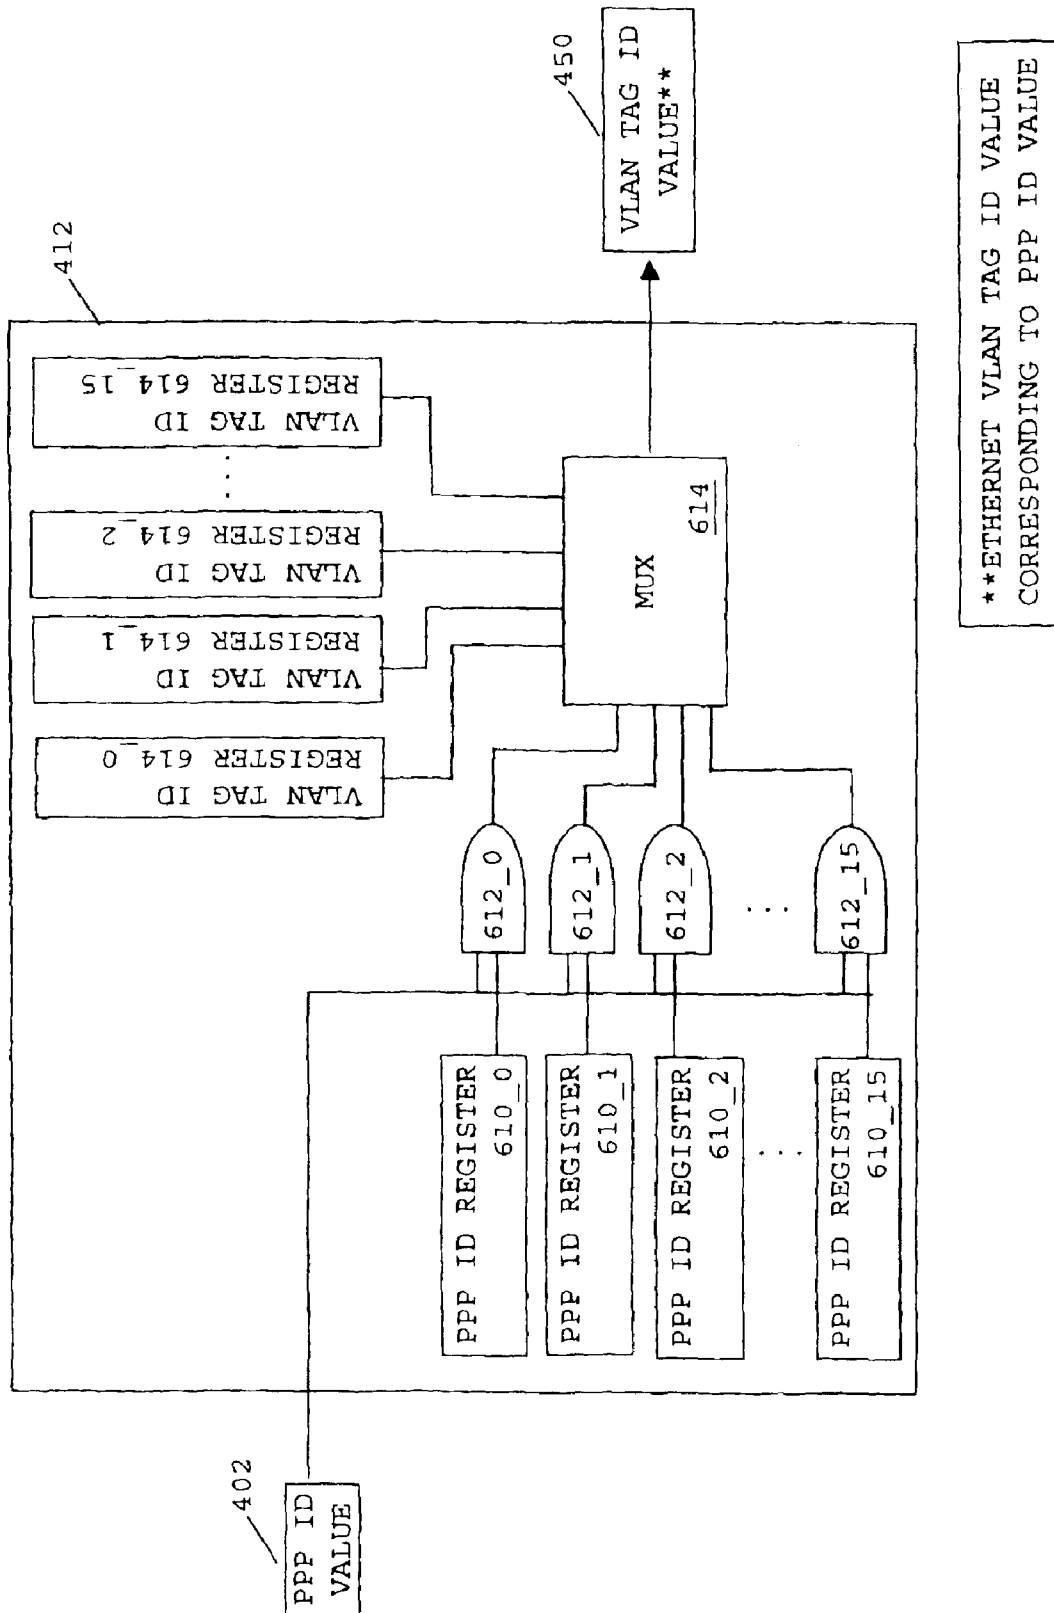 402
PPP ID
VALUE
412
PPP ID REGISTER
610_0
PPP ID REGISTER
610_1
PPP ID REGISTER
610_2
. . .
PPP ID REGISTER
610_15
612_0
612_1
612_2
. . .
612_15
VLAN TAG ID
REGISTER 614_0
VLAN TAG ID
REGISTER 614_1
VLAN TAG ID
REGISTER 614_2
. . .
VLAN TAG ID
REGISTER 614_15
MUX
614
450
VLAN TAG ID
VALUE**
**ETHERNET VLAN TAG ID VALUE
CORRESPONDING TO PPP ID VALUE